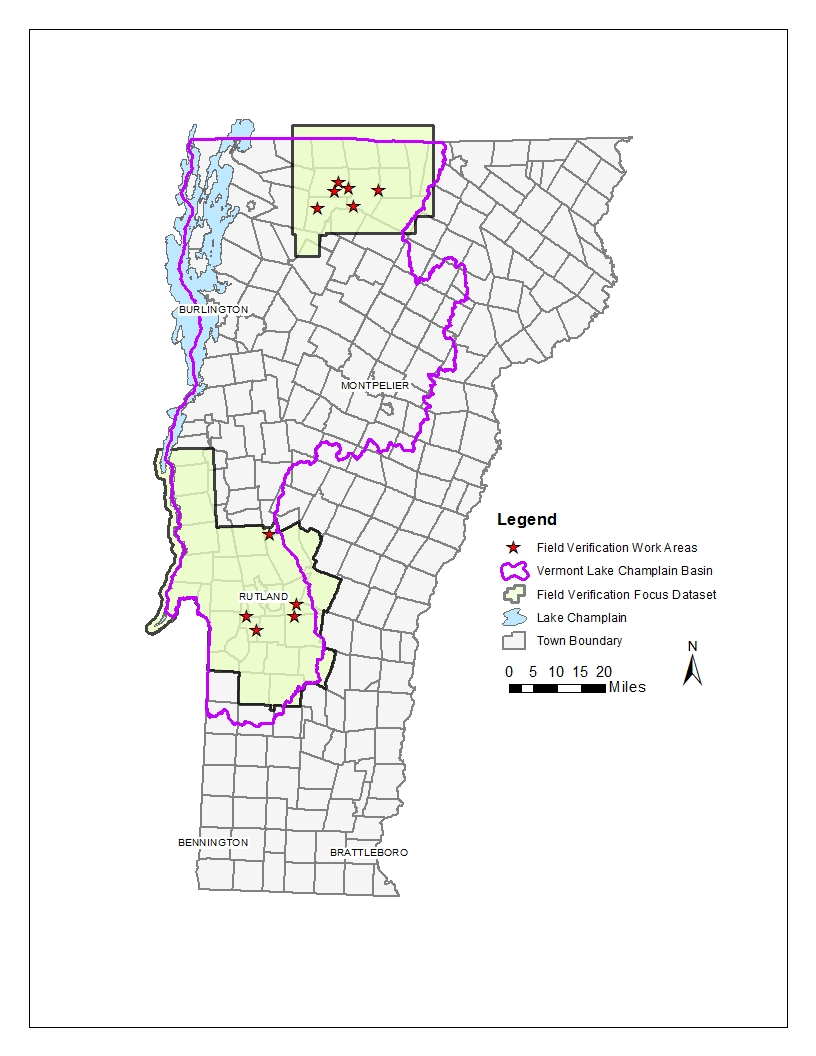 BURLINGTON
MONTPELIER
Legend
Field Verification Work Areas
Vermont Lake Champlain Basin
Field Verification Focus Dataset
RUTLAND
Lake Champlain
Town Boundary
N
0 5 10 15 20
Miles
BENNINGTON
BRATTLEBORO